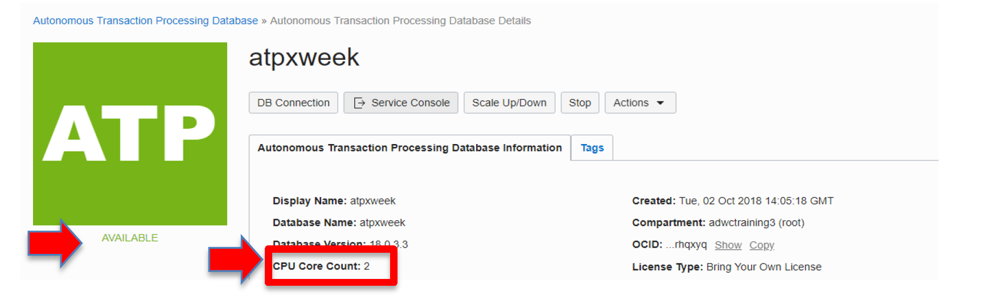 Autonomous Transaction Processing Database » Autonomous Transaction Processing Database Details
ATP
AVAILABLE
atpxweek
DB Connection Service Console Scale Up/Down Stop Actions
Autonomous Transaction Processing Database Information Tags
Display Name: atpxweek
Database Name: atpxweek
Database Version: 18.0.3.3
CPU Core Count: 2
Created: Tue, 02 Oct 2018 14:05:18 GMT
Compartment: adwctraining3 (root)
OCID: ...rhqxyq Show Copy
License Type: Bring Your Own License